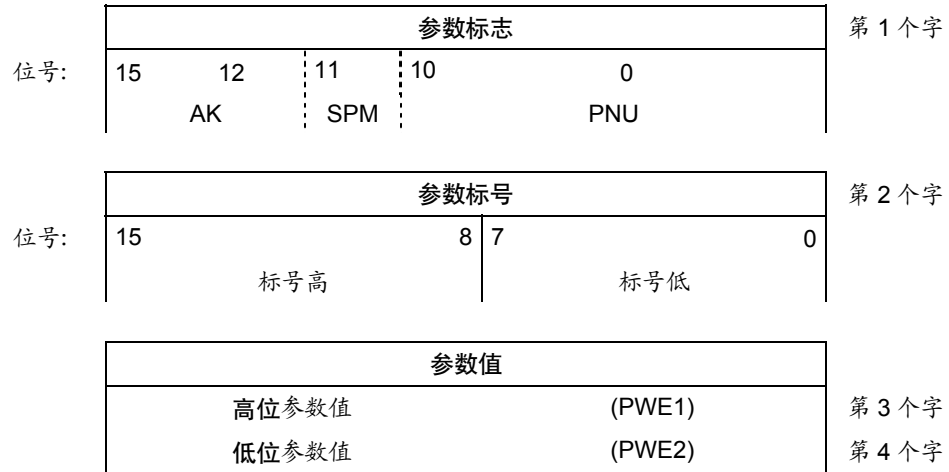 参数标志 第 1 个字
位号: 15 12 11 10 0
AK SPM PNU
参数标号 第 2 个字
位号: 15 8 7 0
标号高 标号低
参数值
高位参数值 (PWE1) 第 3 个字
低位参数值 (PWE2) 第 4 个字